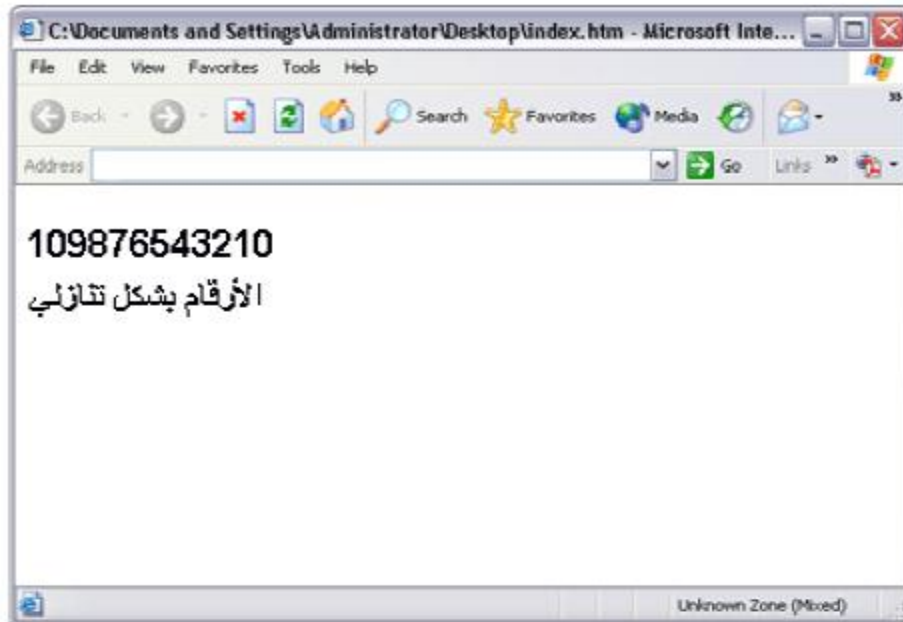 C:\Documents and Settings\Administrator\Desktop\index.htm - Microsoft Inte...
File Edit View Favorites Tools Help
Back Search Favorites Media »
Address Go Links »
109876543210
الأرقام بشكل تنازلي
Unknown Zone (Mixed)